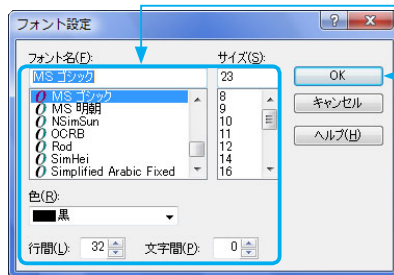 フォント設定
フォント名(F): サイズ(S):
MS ゴシック 23
MS ゴシック 8
MS 明朝 9
NSimSun 10
OCRB 11
Rod 12
SimHei 14
Simplified Arabic Fixed 16
OK
キャンセル
ヘルプ(H)
色(R):
黒
行間(L): 32 文字間(P): 0